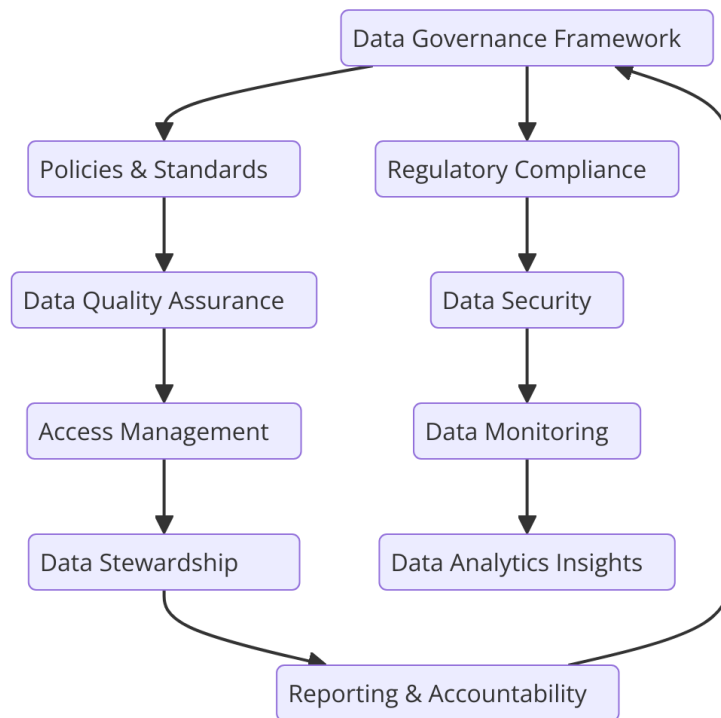 Data Governance Framework
Policies & Standards
Regulatory Compliance
Data Quality Assurance
Data Security
Access Management
Data Monitoring
Data Stewardship
Data Analytics Insights
Reporting & Accountability